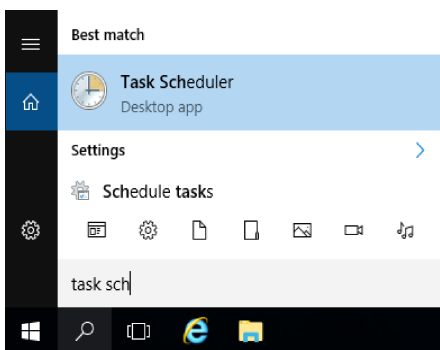 Best match
Task Scheduler
Desktop app
Settings
Schedule tasks
task sch